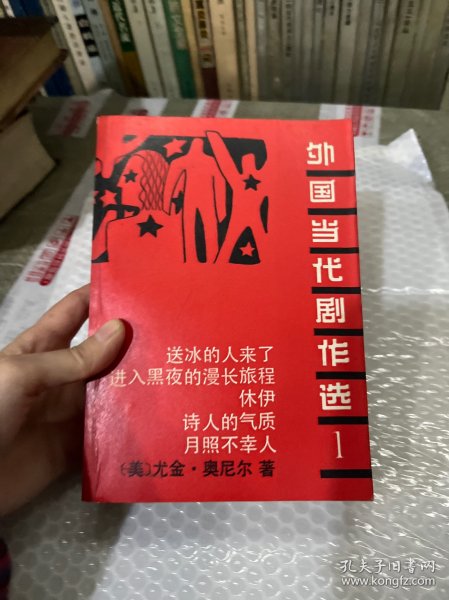 外国当代剧作选
1
送冰的人来了
进入黑夜的漫长旅程
休伊
诗人的气质
月照不幸人
(美)尤金·奥尼尔 著
孔夫子旧书网
www.kongfz.com